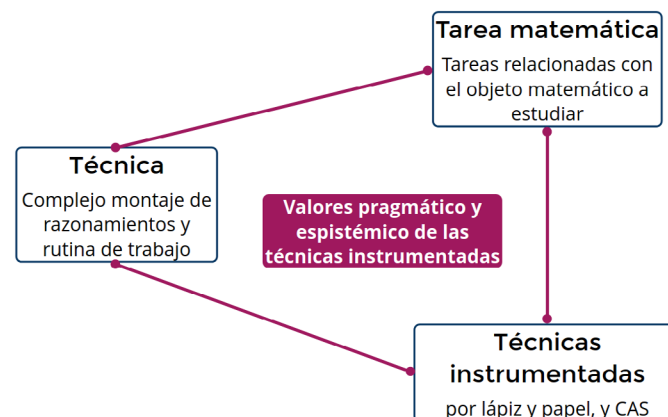 Tarea matemática
Tareas relacionadas con
el objeto matemático a
estudiar
Técnica
Complejo montaje de
razonamientos y
rutina de trabajo
Valores pragmático y
espistémico de las
técnicas instrumentadas
Técnicas
instrumentadas
por lápiz y papel, y CAS